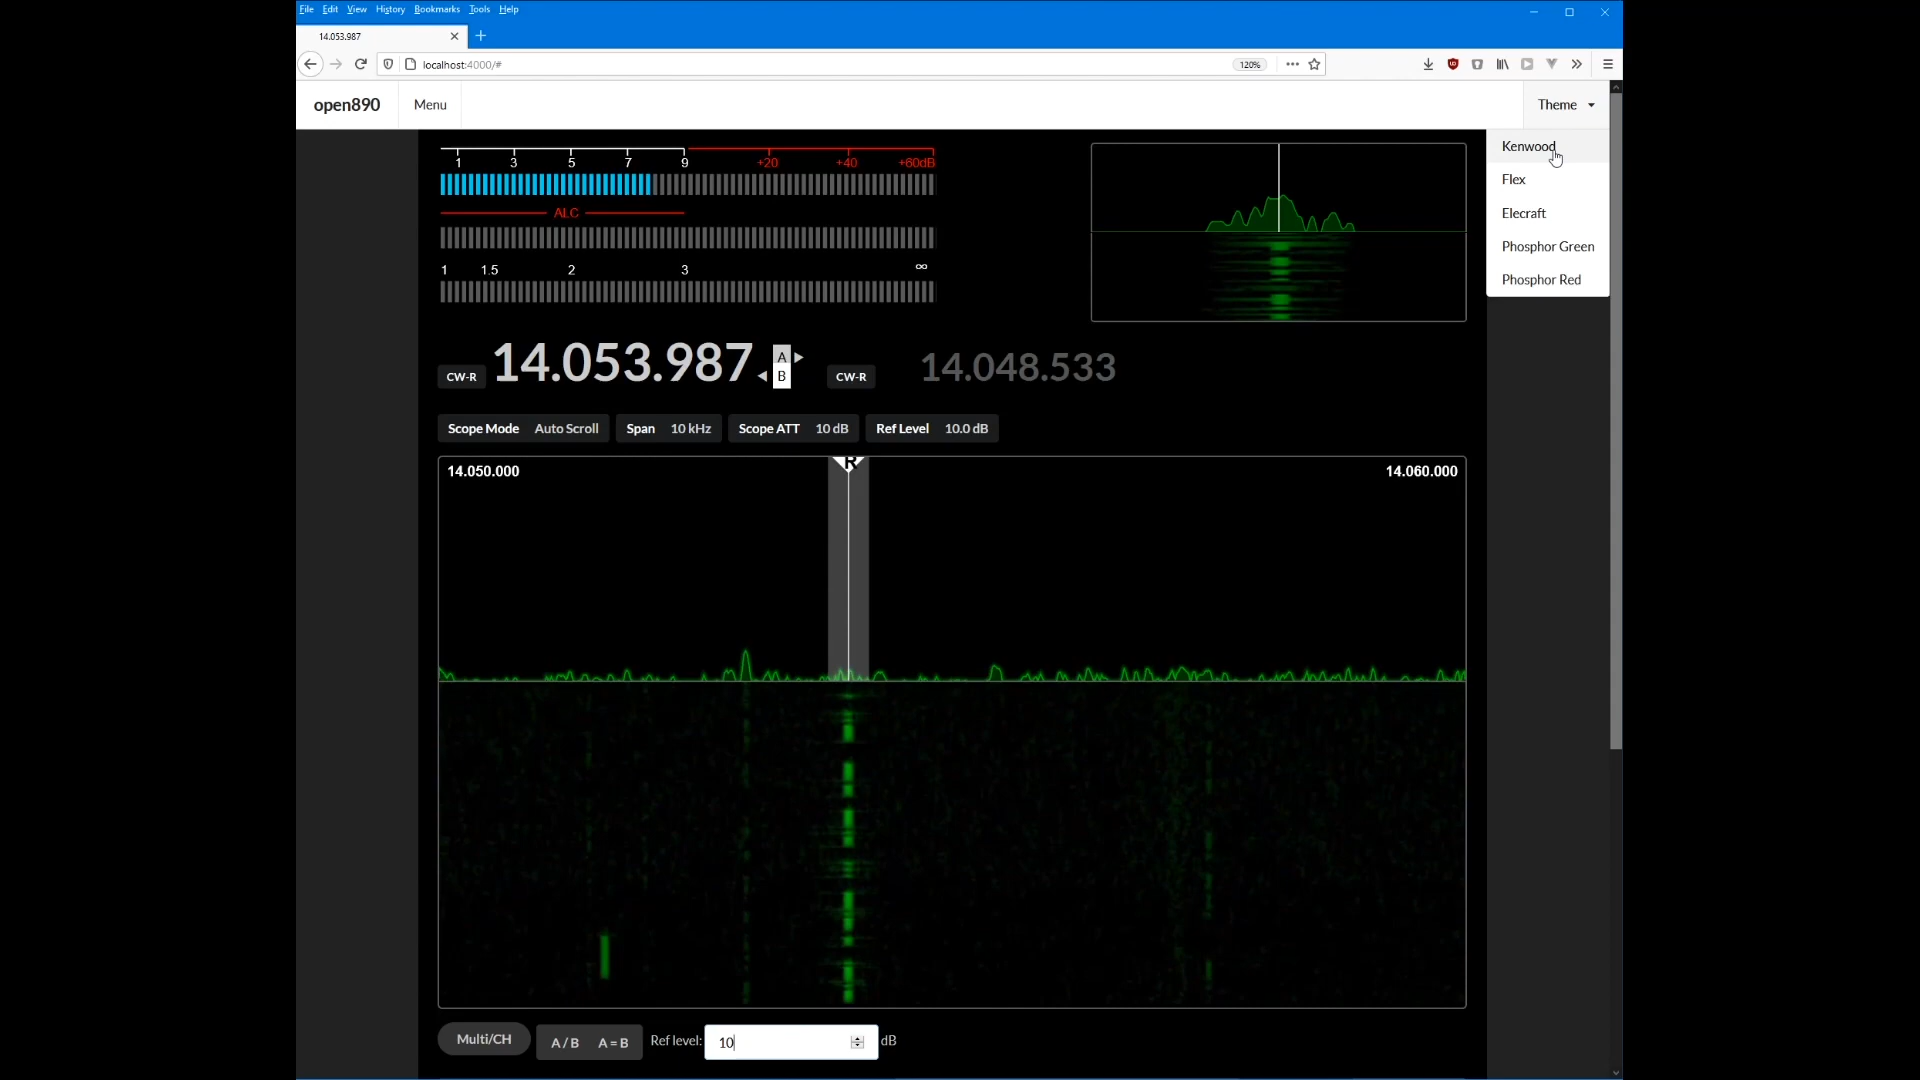 File Edit View History Bookmarks Tools Help
14.053.987
localhost:4000/#
120%
open890
Menu
Theme
Kenwood
Flex
Elecraft
Phosphor Green
Phosphor Red
1 3 5 7 9 +20 +40 +60dB
ALC
1 1.5 2 3 ∞
CW-R
14.053.987
A
B
CW-R
14.048.533
Scope Mode Auto Scroll
Span 10 kHz
Scope ATT 10 dB
Ref Level 10.0 dB
14.050.000
R
14.060.000
Multi/CH
A/B
A=B
Ref level:
10
dB